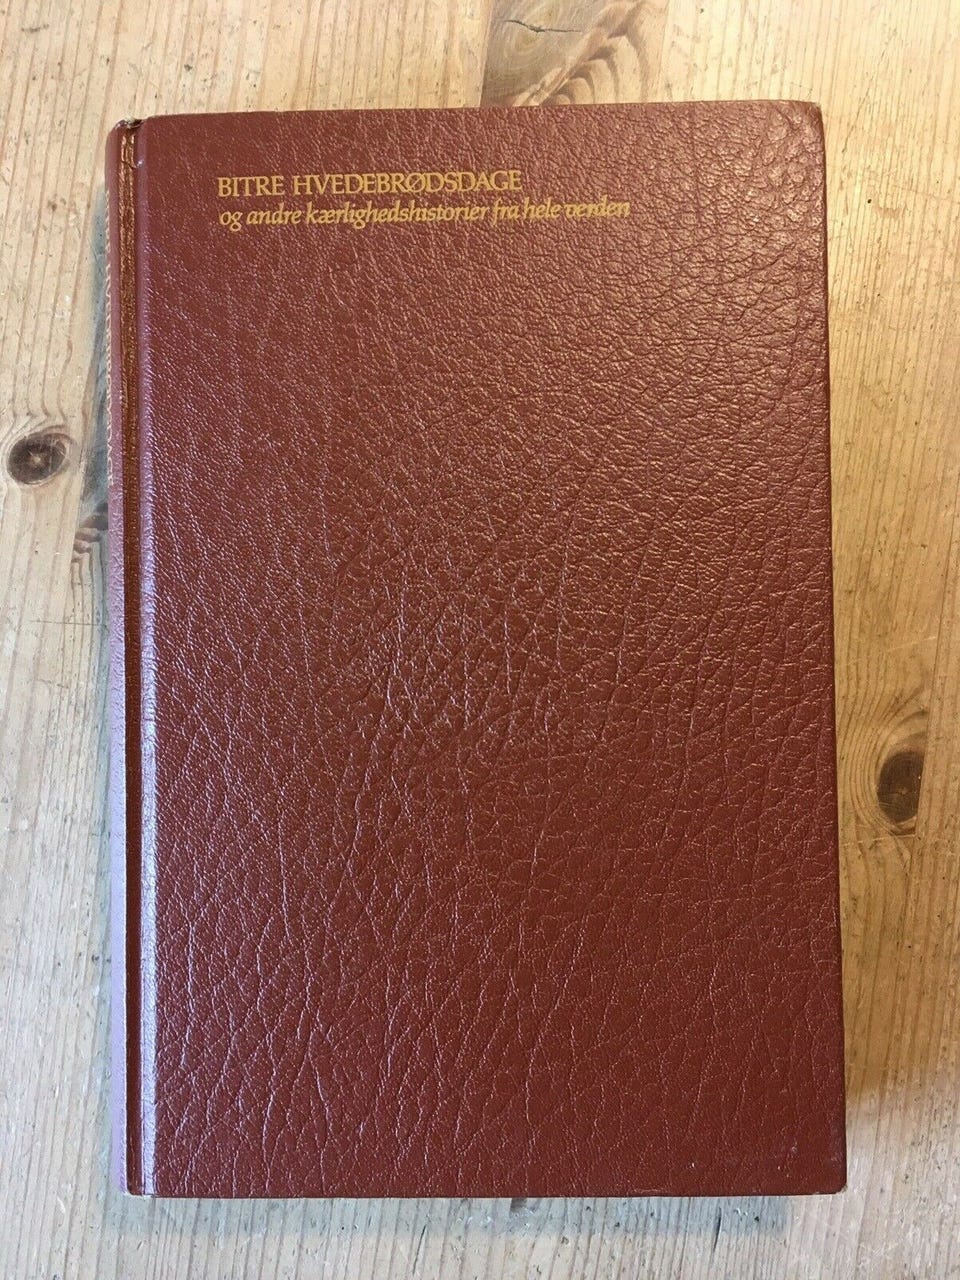 BITRE HVEDEBRØDSDAGE
og andre kærlighedshistorier fra hele verden